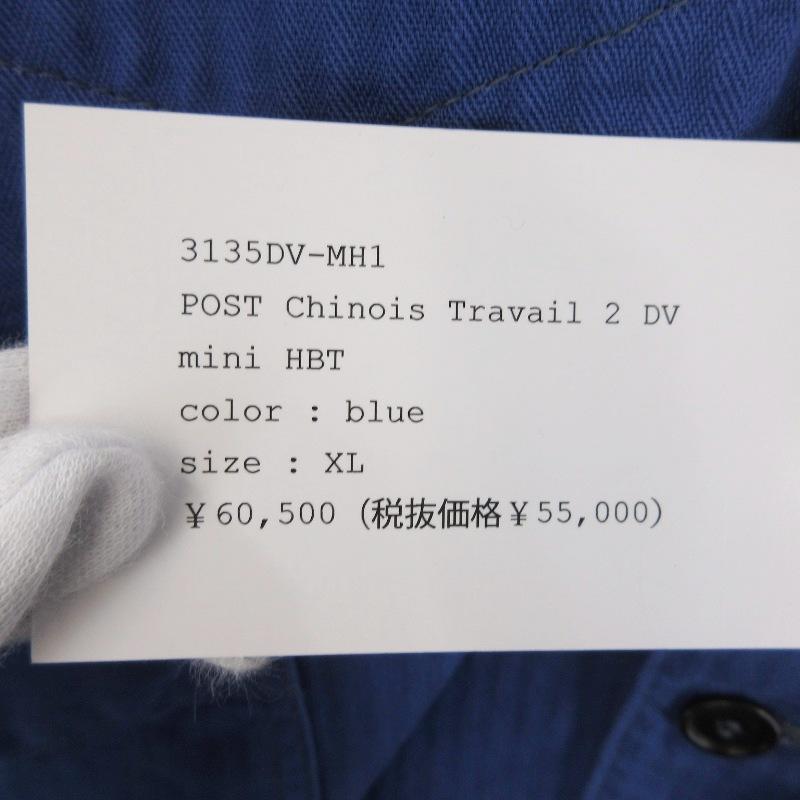 3135DV-MH1
POST Chinois Travail 2 DV
mini HBT
color : blue
size : XL
¥60,500 (税抜価格¥55,000)